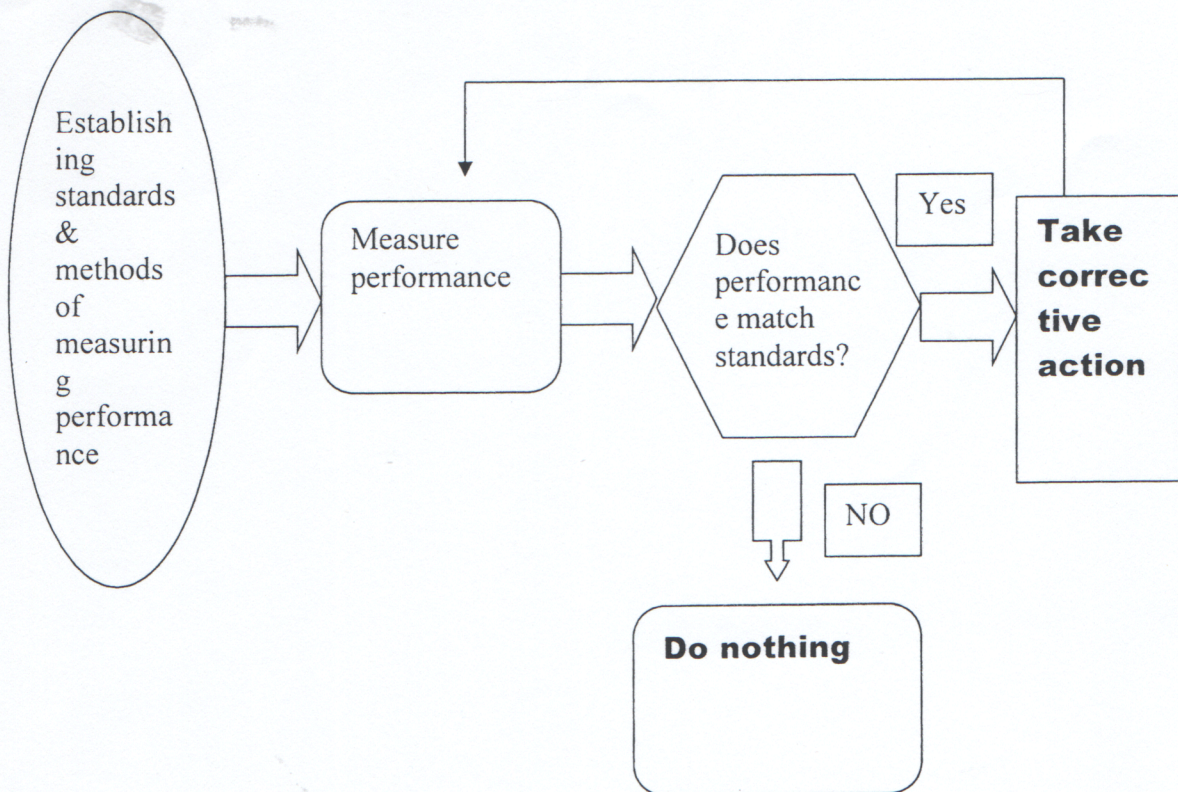 Establish
ing
standards
&
methods
of
measurin
g
performa
nce
Measure
performance
Does
performanc
e match
standards?
Yes
Take
correc
tive
action
NO
Do nothing